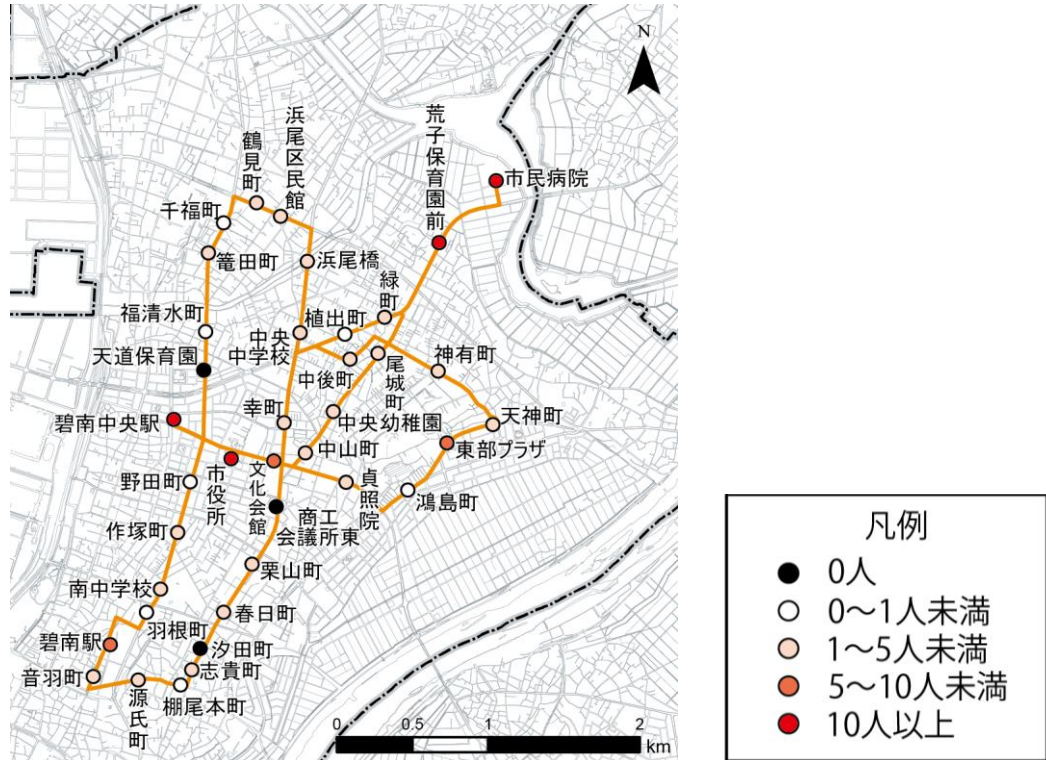 N
浜尾区民館
鶴見町
荒子保育園前
市民病院
千福町
篭田町
浜尾橋
緑町
福清水町
植出町
中央
中学校
天道保育園
神有町
中後町
尾城町
碧南中央駅
幸町
中央幼稚園
天神町
東部プラザ
中山町
野田町
市役所
文化会館
貞照院
鴻島町
商工
会議所東
作塚町
栗山町
南中学校
春日町
羽根町
碧南駅
汐田町
志貴町
音羽町
源氏町
棚尾本町
0 0.5 1 2
km
凡例
0人
0～1人未満
1～5人未満
5～10人未満
10人以上